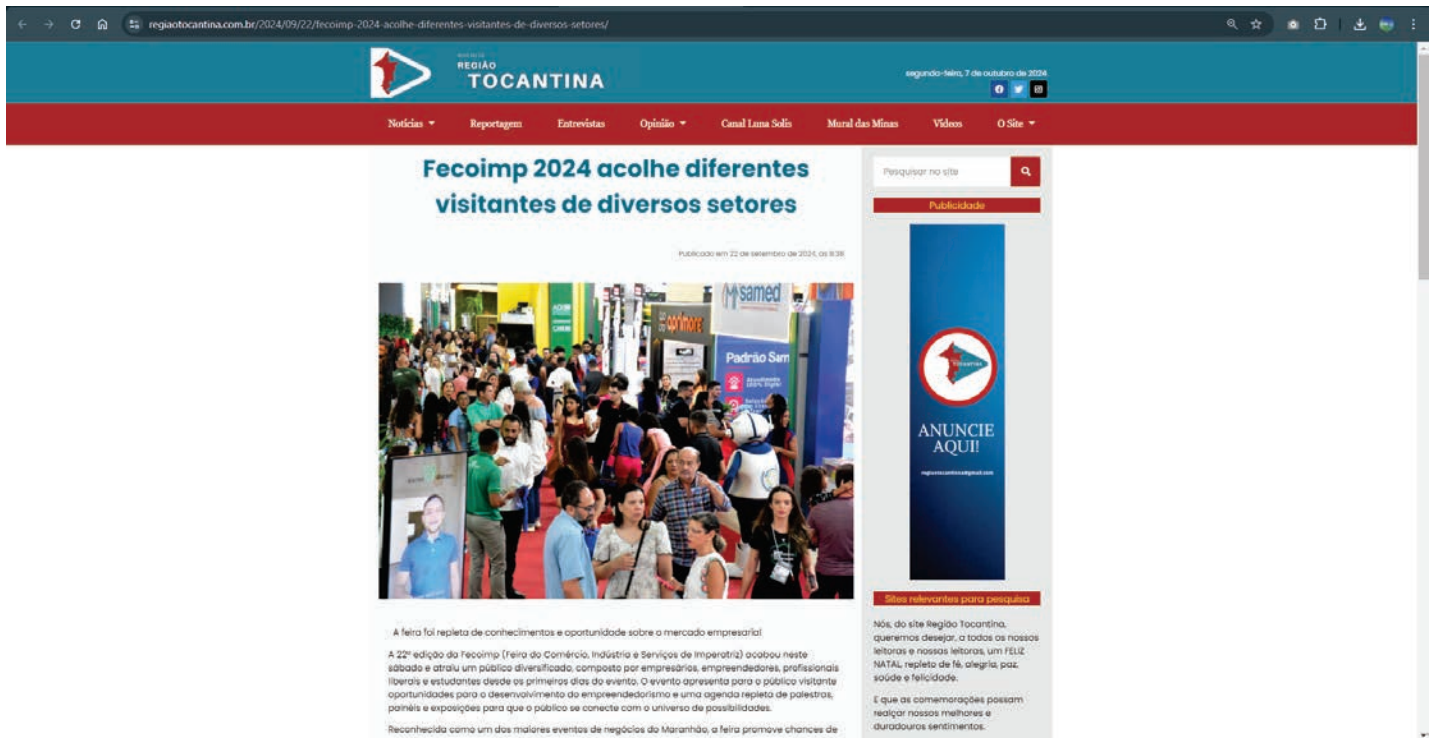 regiaotocantina.com.br/2024/09/22/fecoimp-2024-acolhe-diferentes-visitantes-de-diversos-setores/
REGIÃO
TOCANTINA
segunda-feira, 7 de outubro de 2024
Notícias Reportagem Entrevistas Opinião Canal Luna Solis Mural das Minas Vídeos O Site
Fecoimp 2024 acolhe diferentes
visitantes de diversos setores
Publicado em 22 de setembro de 2024, às 8:38
samed
aprimore
Padrão Sam
Atendimento
100% Digital
A feira foi repleta de conhecimentos e oportunidade sobre o mercado empresarial
A 22ª edição da Fecoimp (Feira do Comércio, Indústria e Serviços de Imperatriz) acabou neste
sábado e atraiu um público diversificado, composto por empresários, empreendedores, profissionais
liberais e estudantes desde os primeiros dias do evento. O evento apresenta para o público visitante
oportunidades para o desenvolvimento do empreendedorismo e uma agenda repleta de palestras,
painéis e exposições para que o público se conecte com o universo de possibilidades.
Reconhecida como um dos maiores eventos de negócios do Maranhão, a feira promove chances de
Pesquisar no site
Publicidade
TOCANTINA
ANUNCIE
AQUI!
Sites relevantes para pesquisa
Nós, do site Região Tocantina,
queremos desejar, a todos os nossos
leitoras e nossas leitoras, um FELIZ
NATAL, repleto de fé, alegria, paz,
saúde e felicidade.
E que as comemorações possam
realçar nossos melhores e
duradouros sentimentos.